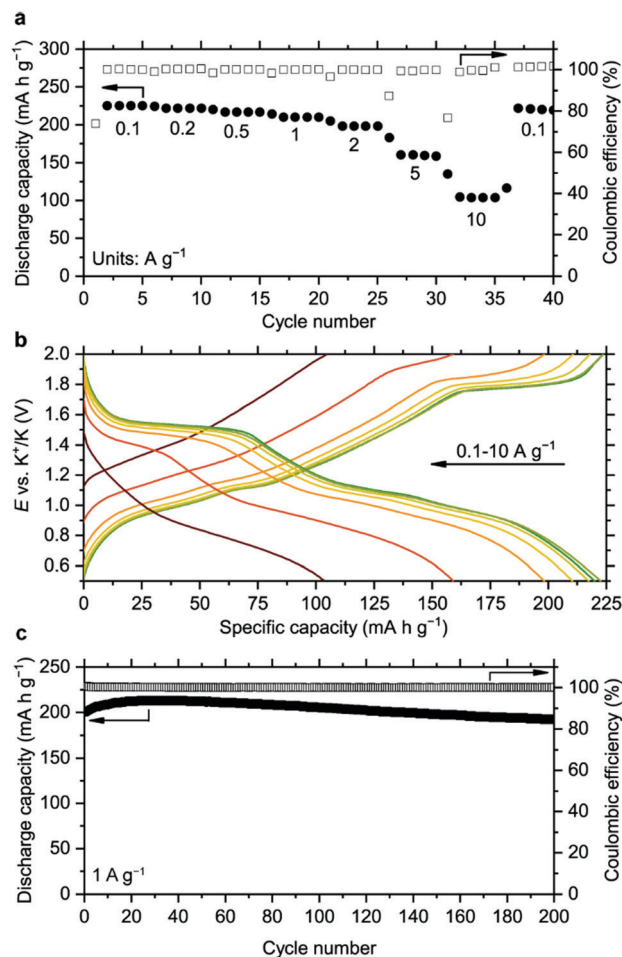 a
Discharge capacity (mA h g⁻¹)
300
250
200
150
100
50
0
0.1
0.2
0.5
1
2
5
10
0.1
Units: A g⁻¹
100
80
60
40
20
0
Coulombic efficiency (%)
0 5 10 15 20 25 30 35 40
Cycle number
b
E vs. K⁺/K (V)
2.0
1.8
1.6
1.4
1.2
1.0
0.8
0.6
0.1-10 A g⁻¹
0 25 50 75 100 125 150 175 200 225
Specific capacity (mA h g⁻¹)
c
Discharge capacity (mA h g⁻¹)
250
200
150
100
50
0
1 A g⁻¹
100
80
60
40
20
0
Coulombic efficiency (%)
0 20 40 60 80 100 120 140 160 180 200
Cycle number